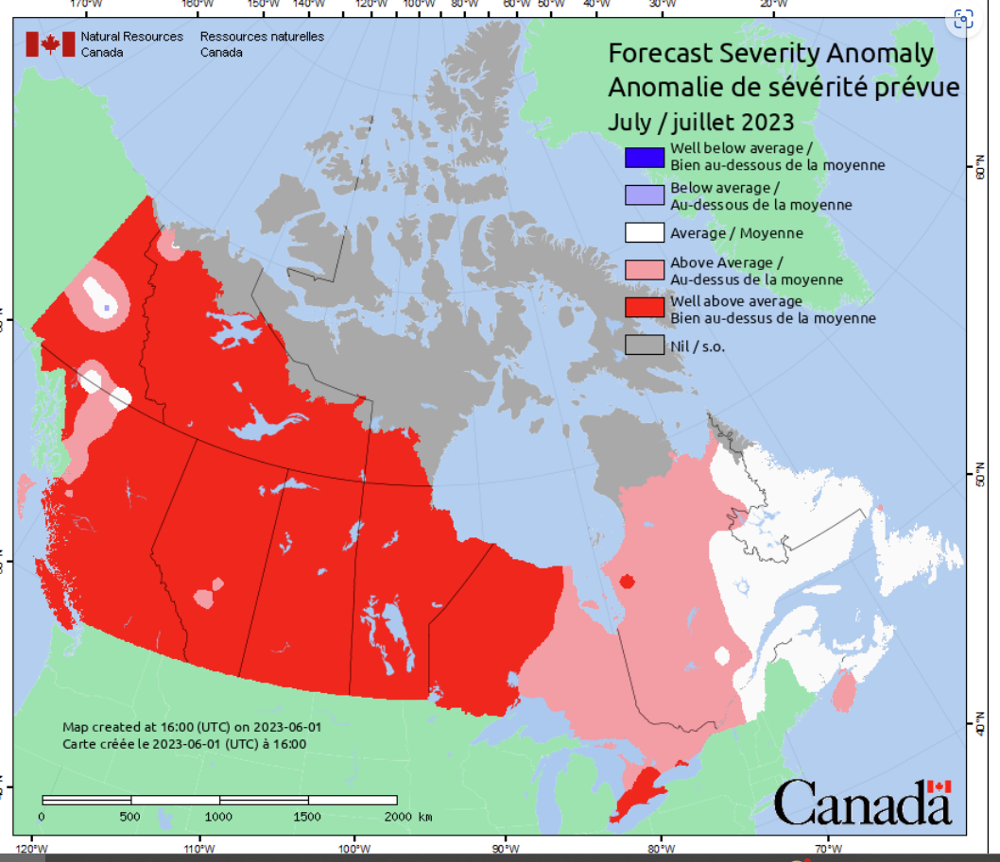 170°W 180°W 160°W 140°W 120°W 100°W 80°W 60°W 50°W 40°W 30°W 20°W
Natural Resources Ressources naturelles
Canada Canada
Forecast Severity Anomaly
Anomalie de sévérité prévue
July / juillet 2023
Well below average /
Bien au-dessous de la moyenne
Below average /
Au-dessous de la moyenne
Average / Moyenne
Above Average /
Au-dessus de la moyenne
Well above average
Bien au-dessus de la moyenne
Nil / s.o.
60°N
50°N
40°N
Map created at 16:00 (UTC) on 2023-06-01
Carte créée le 2023-06-01 (UTC) à 16:00
0 500 1000 1500 2000 km
Canada
120°W 110°W 100°W 90°W 80°W 70°W